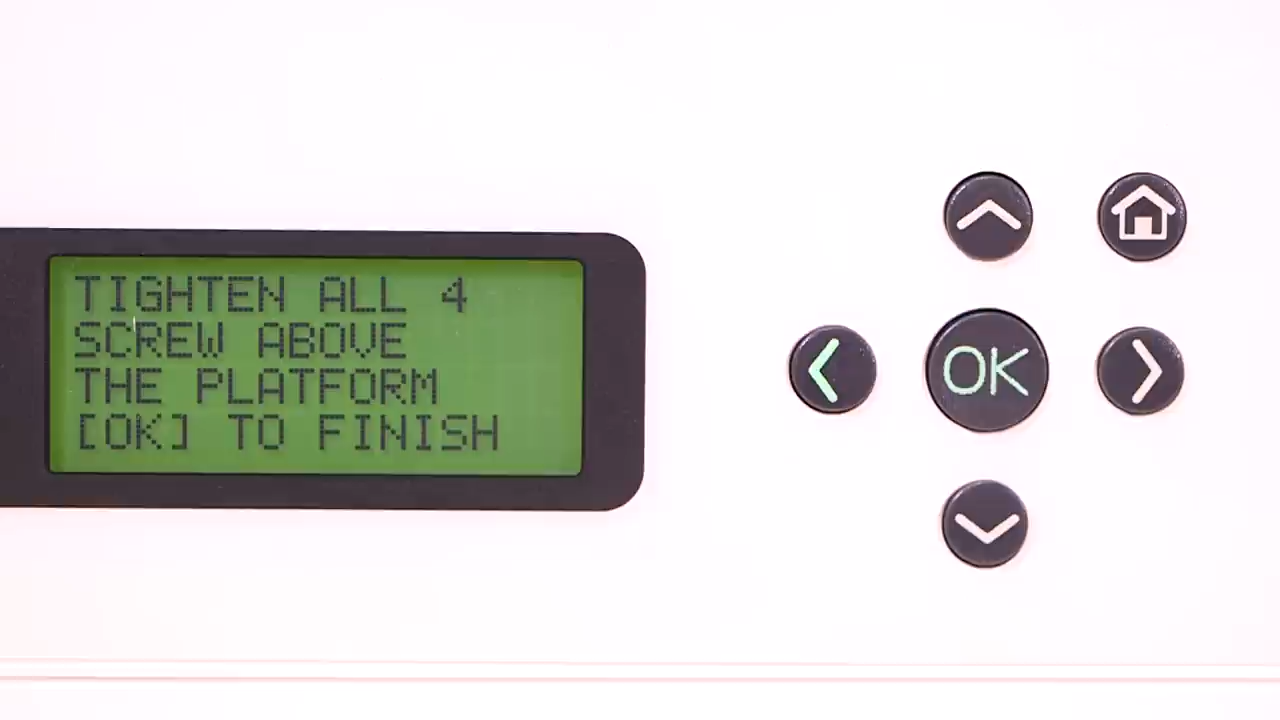 TIGHTEN ALL 4
SCREW ABOVE
THE PLATFORM
[OK] TO FINISH
OK